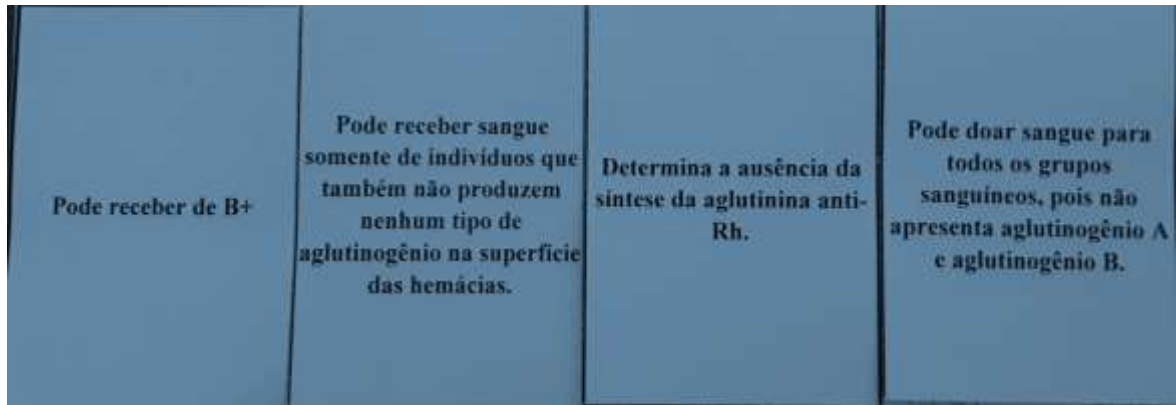 Pode receber de B+
Pode receber sangue
somente de indivíduos que
também não produzem
nenhum tipo de
aglutinogênio na superfície
das hemácias.
Determina a ausência da
síntese da aglutinina anti-
Rh.
Pode doar sangue para
todos os grupos
sanguíneos, pois não
apresenta aglutinogênio A
e aglutinogênio B.